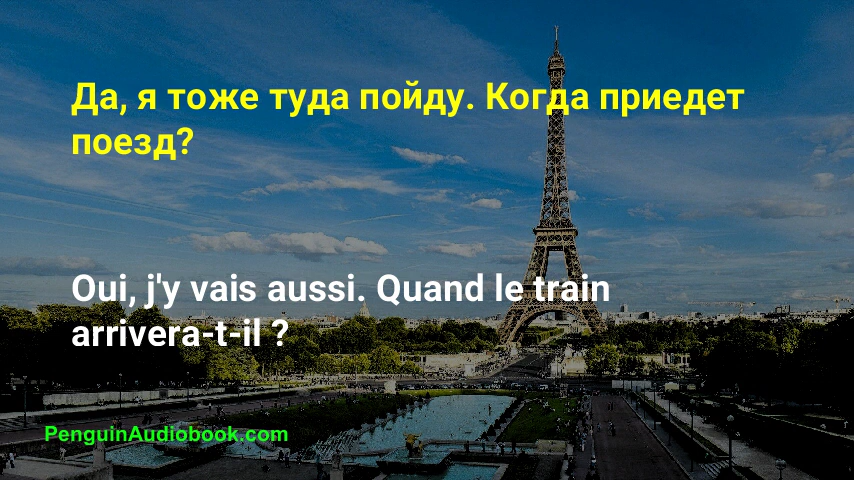 Да, я тоже туда пойду. Когда приедет
поезд?
Oui, j'y vais aussi. Quand le train
arrivera-t-il ?
PenguinAudiobook.com